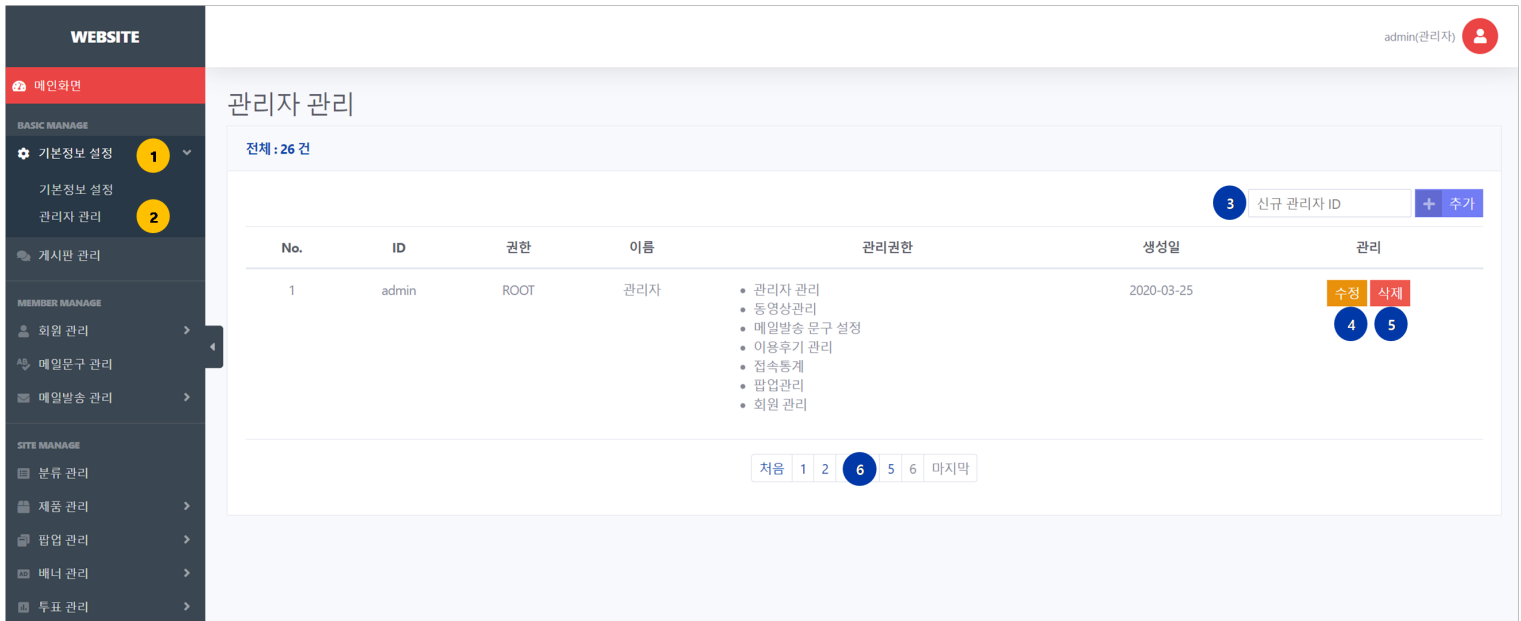 WEBSITE
admin(관리자)
메인화면
BASIC MANAGE
기본정보 설정 1
기본정보 설정
관리자 관리 2
게시판 관리
MEMBER MANAGE
회원 관리
메일문구 관리
메일발송 관리
SITE MANAGE
분류 관리
제품 관리
팝업 관리
배너 관리
투표 관리
관리자 관리
전체 : 26 건
3 신규 관리자 ID + 추가
No. ID 권한 이름 관리권한 생성일 관리
1 admin ROOT 관리자 2020-03-25 수정 삭제
• 관리자 관리
• 동영상관리
• 메일발송 문구 설정
• 이용후기 관리
• 접속통계
• 팝업관리
• 회원 관리
4 5
처음 1 2 6 5 6 마지막